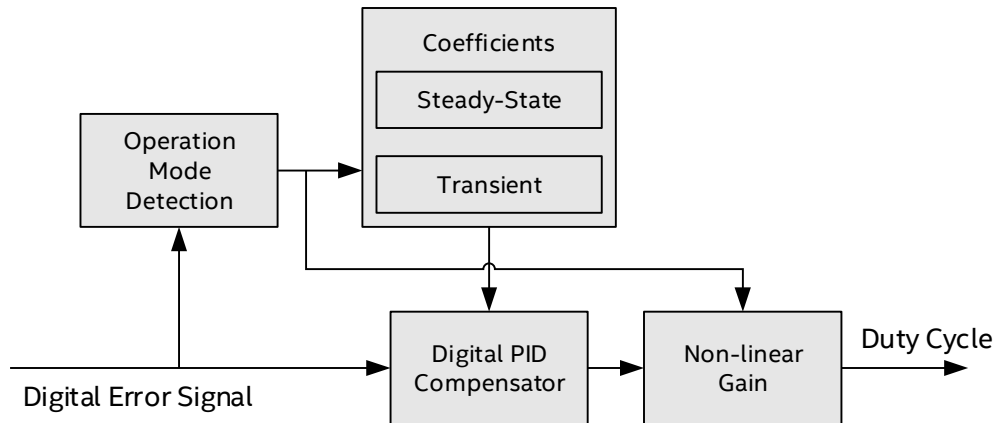 Coefficients
Steady-State
Transient
Operation
Mode
Detection
Digital PID
Compensator
Non-linear
Gain
Duty Cycle
Digital Error Signal